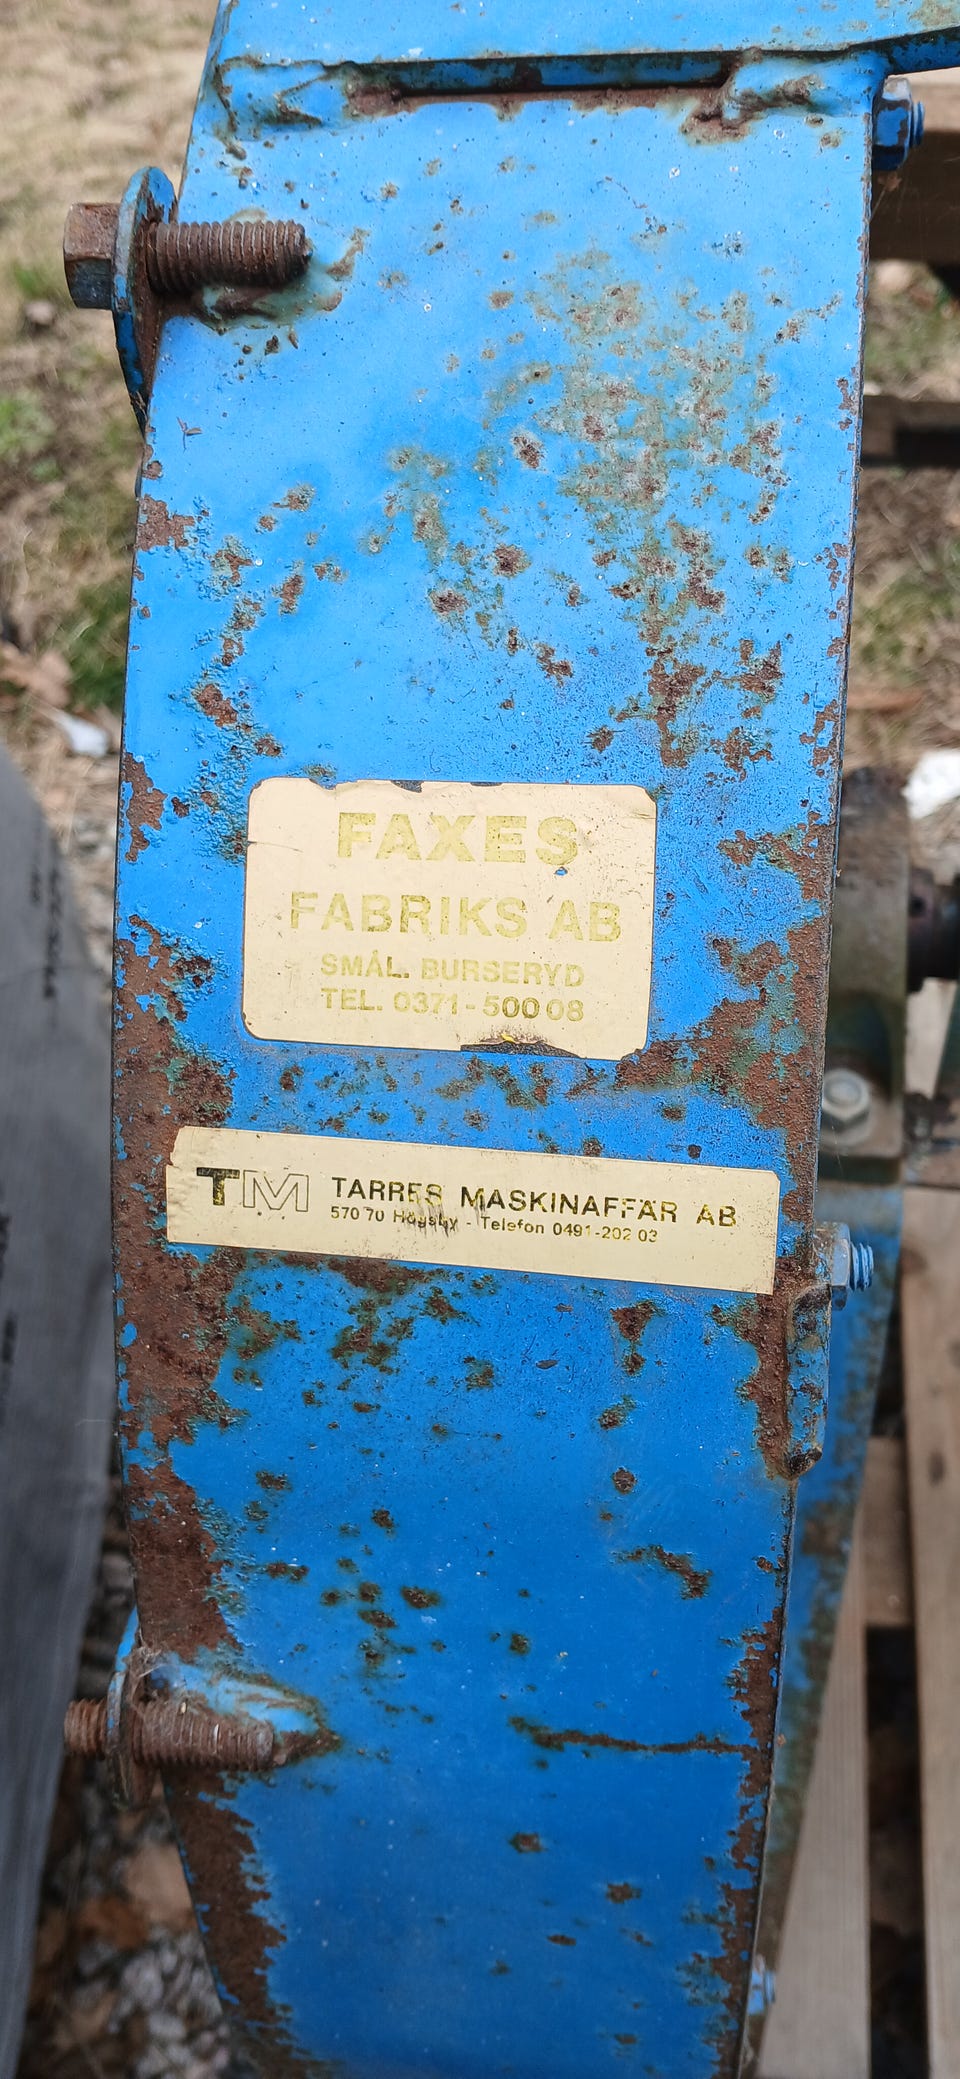 FAXES
FABRIKS AB
SMÅL. BURSERYD
TEL. 0371-500 08
TM TARRES MASKINAFFÄR AB
570 70 Högsby - Telefon 0491-202 03